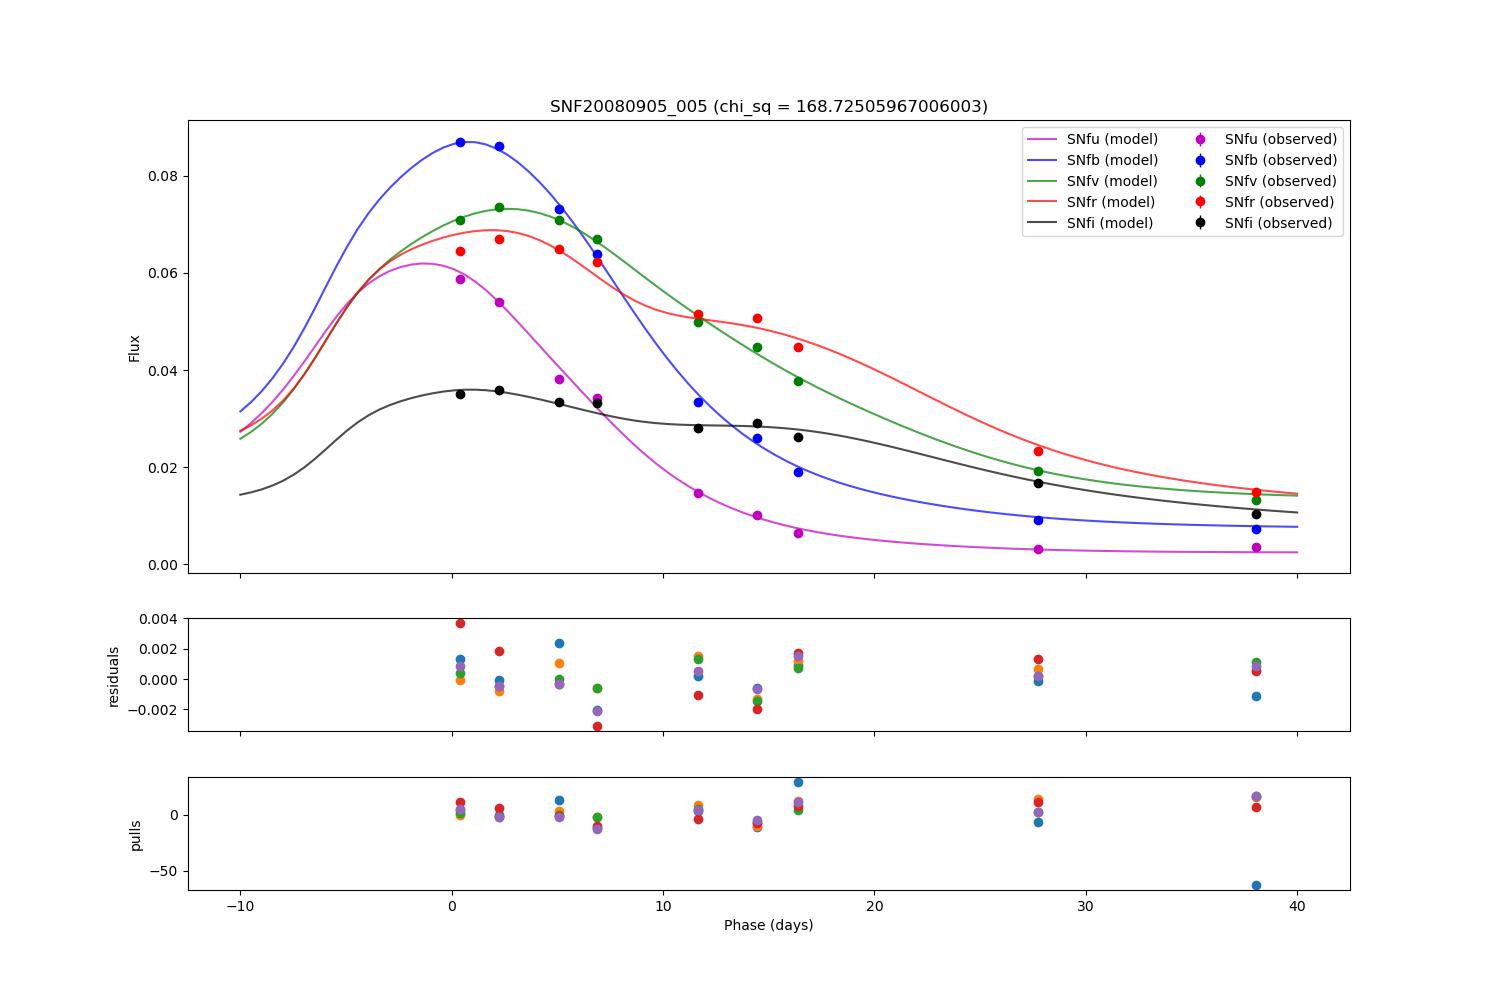 SNF20080905_005 (chi_sq = 168.72505967006003)
SNfu (model) SNfu (observed)
SNfb (model) SNfb (observed)
SNfv (model) SNfv (observed)
SNfr (model) SNfr (observed)
SNfi (model) SNfi (observed)
0.08
0.06
0.04
0.02
0.00
Flux
0.004
0.002
0.000
−0.002
residuals
0
−50
pulls
−10 0 10 20 30 40
Phase (days)